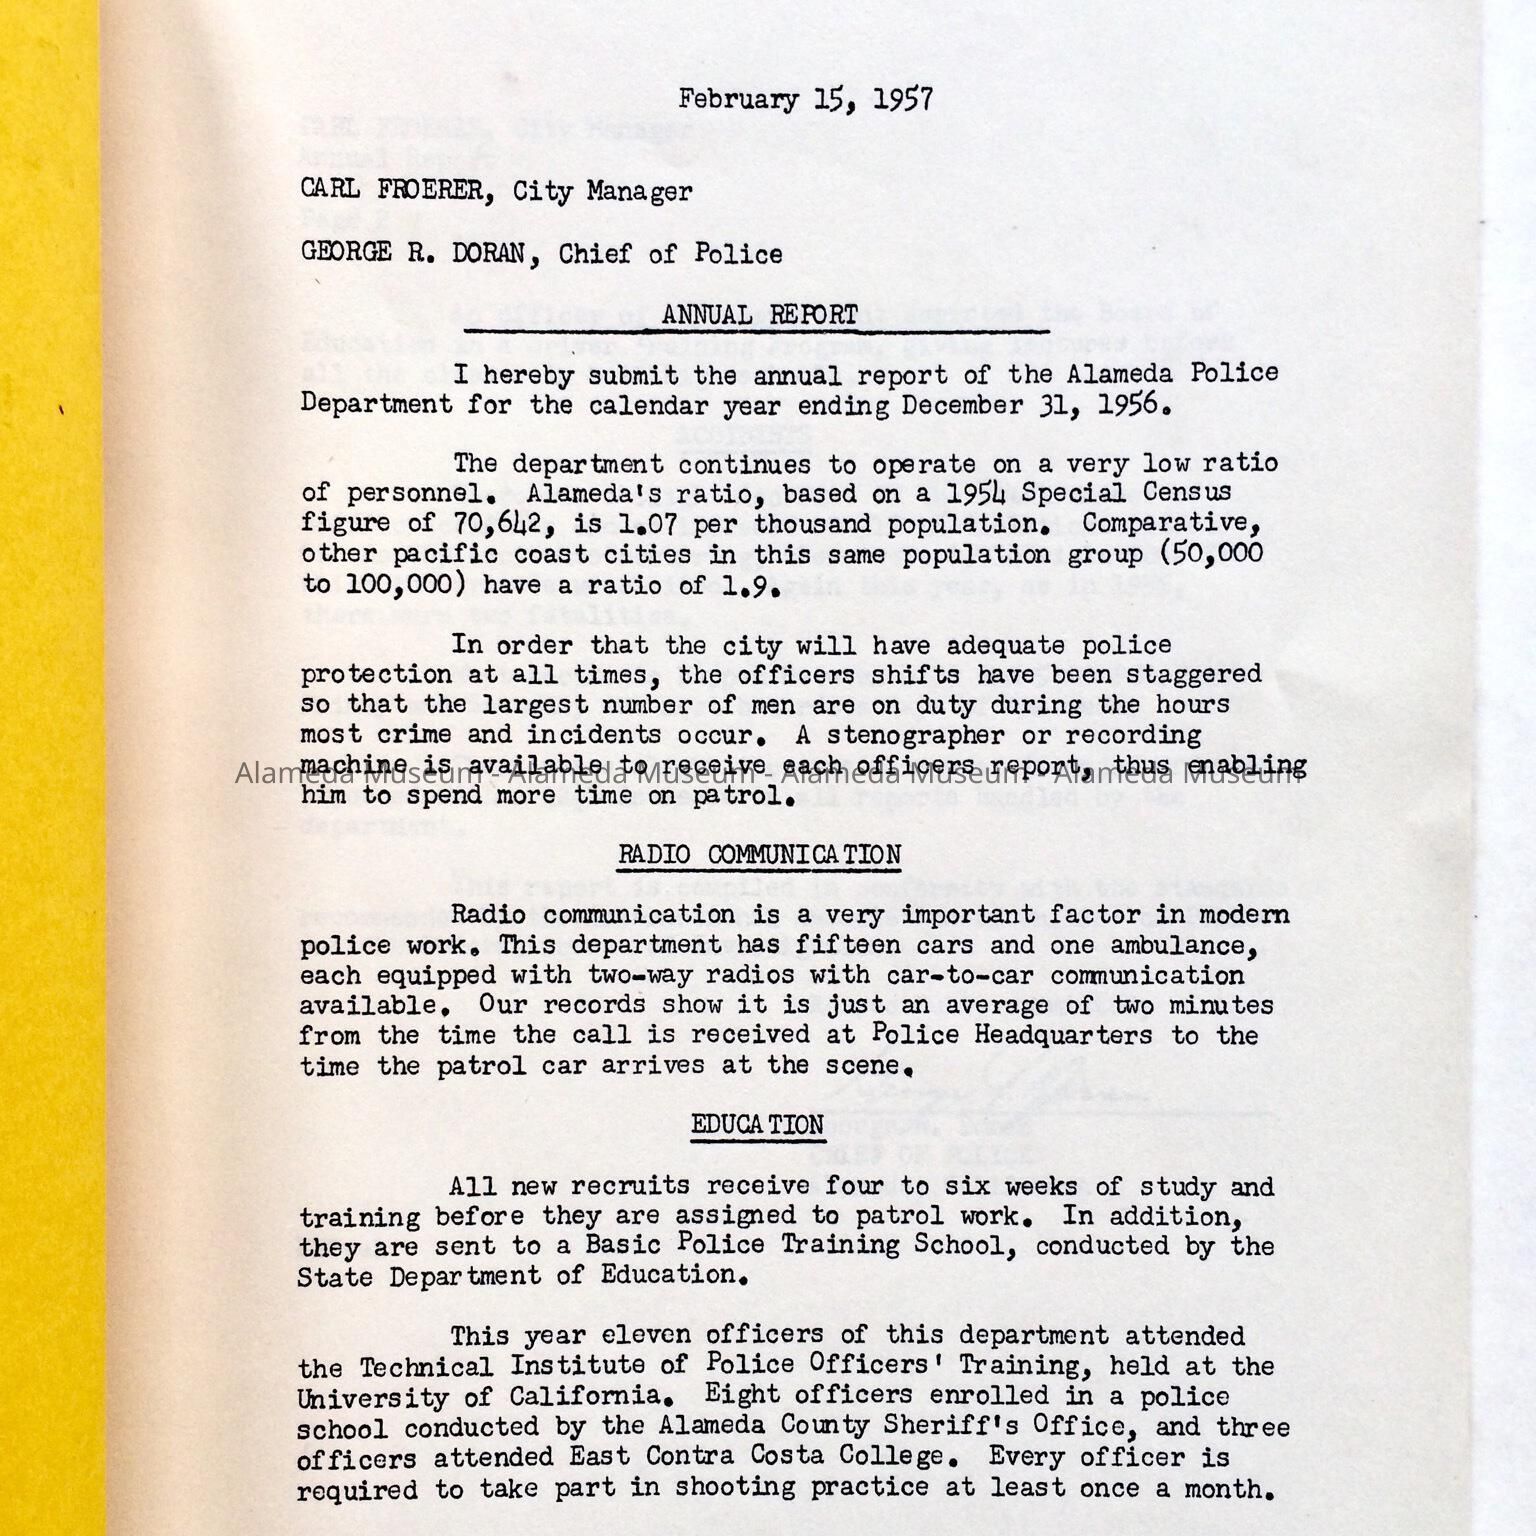 February 15, 1957
CARL FROERER, City Manager
GEORGE R. DORAN, Chief of Police
ANNUAL REPORT
I hereby submit the annual report of the Alameda Police
Department for the calendar year ending December 31, 1956.
The department continues to operate on a very low ratio
of personnel. Alameda's ratio, based on a 1954 Special Census
figure of 70,642, is 1.07 per thousand population. Comparative,
other pacific coast cities in this same population group (50,000
to 100,000) have a ratio of 1.9.
In order that the city will have adequate police
protection at all times, the officers shifts have been staggered
so that the largest number of men are on duty during the hours
most crime and incidents occur. A stenographer or recording
machine is available to receive each officers report, thus enabling
Alameda Museum - Alameda Museum - Alameda Museum - Alameda Museum
him to spend more time on patrol.
RADIO COMMUNICATION
Radio communication is a very important factor in modern
police work. This department has fifteen cars and one ambulance,
each equipped with two-way radios with car-to-car communication
available. Our records show it is just an average of two minutes
from the time the call is received at Police Headquarters to the
time the patrol car arrives at the scene.
EDUCATION
All new recruits receive four to six weeks of study and
training before they are assigned to patrol work. In addition,
they are sent to a Basic Police Training School, conducted by the
State Department of Education.
This year eleven officers of this department attended
the Technical Institute of Police Officers' Training, held at the
University of California. Eight officers enrolled in a police
school conducted by the Alameda County Sheriff's Office, and three
officers attended East Contra Costa College. Every officer is
required to take part in shooting practice at least once a month.